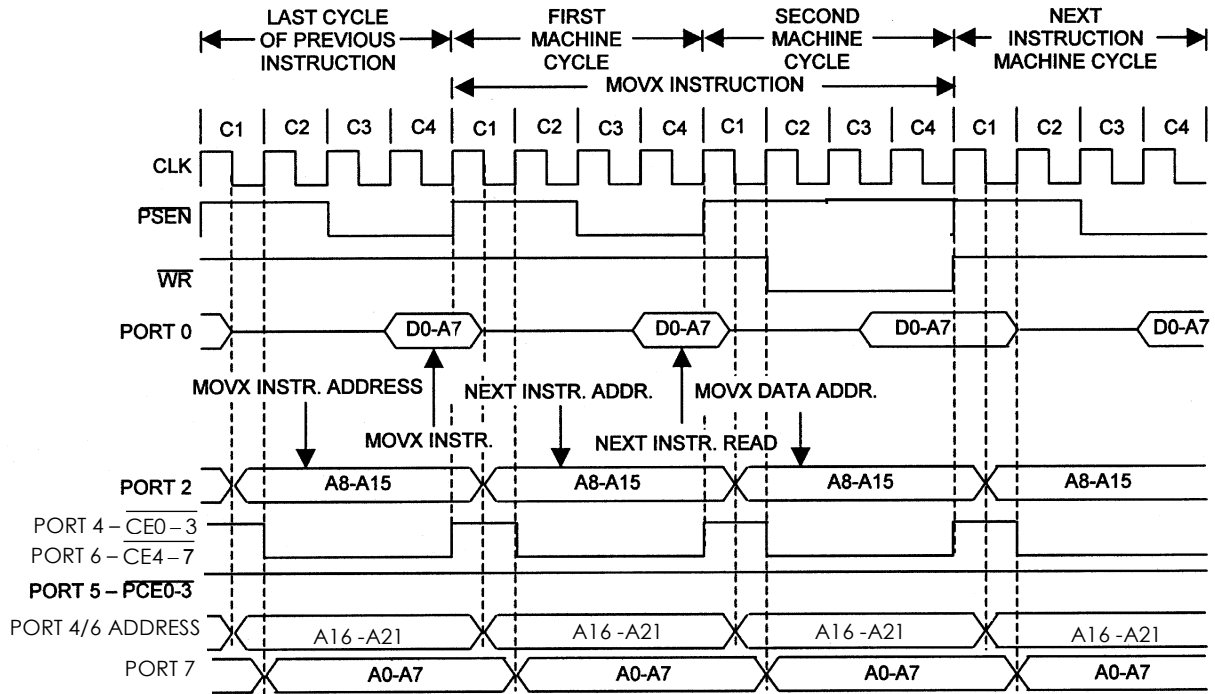 LAST CYCLE
OF PREVIOUS
INSTRUCTION
FIRST
MACHINE
CYCLE
SECOND
MACHINE
CYCLE
NEXT
INSTRUCTION
MACHINE CYCLE
MOVX INSTRUCTION
C1 C2 C3 C4 C1 C2 C3 C4 C1 C2 C3 C4 C1 C2 C3 C4
CLK
PSEN
WR
PORT 0 D0-A7 D0-A7 D0-A7 D0-A7
MOVX INSTR. ADDRESS NEXT INSTR. ADDR. MOVX DATA ADDR.
MOVX INSTR. NEXT INSTR. READ
PORT 2 A8-A15 A8-A15 A8-A15 A8-A15
PORT 4 – CE0 – 3
PORT 6 – CE4 – 7
PORT 5 – PCE0-3
PORT 4/6 ADDRESS A16 -A21 A16 -A21 A16 -A21 A16 -A21
PORT 7 A0-A7 A0-A7 A0-A7 A0-A7